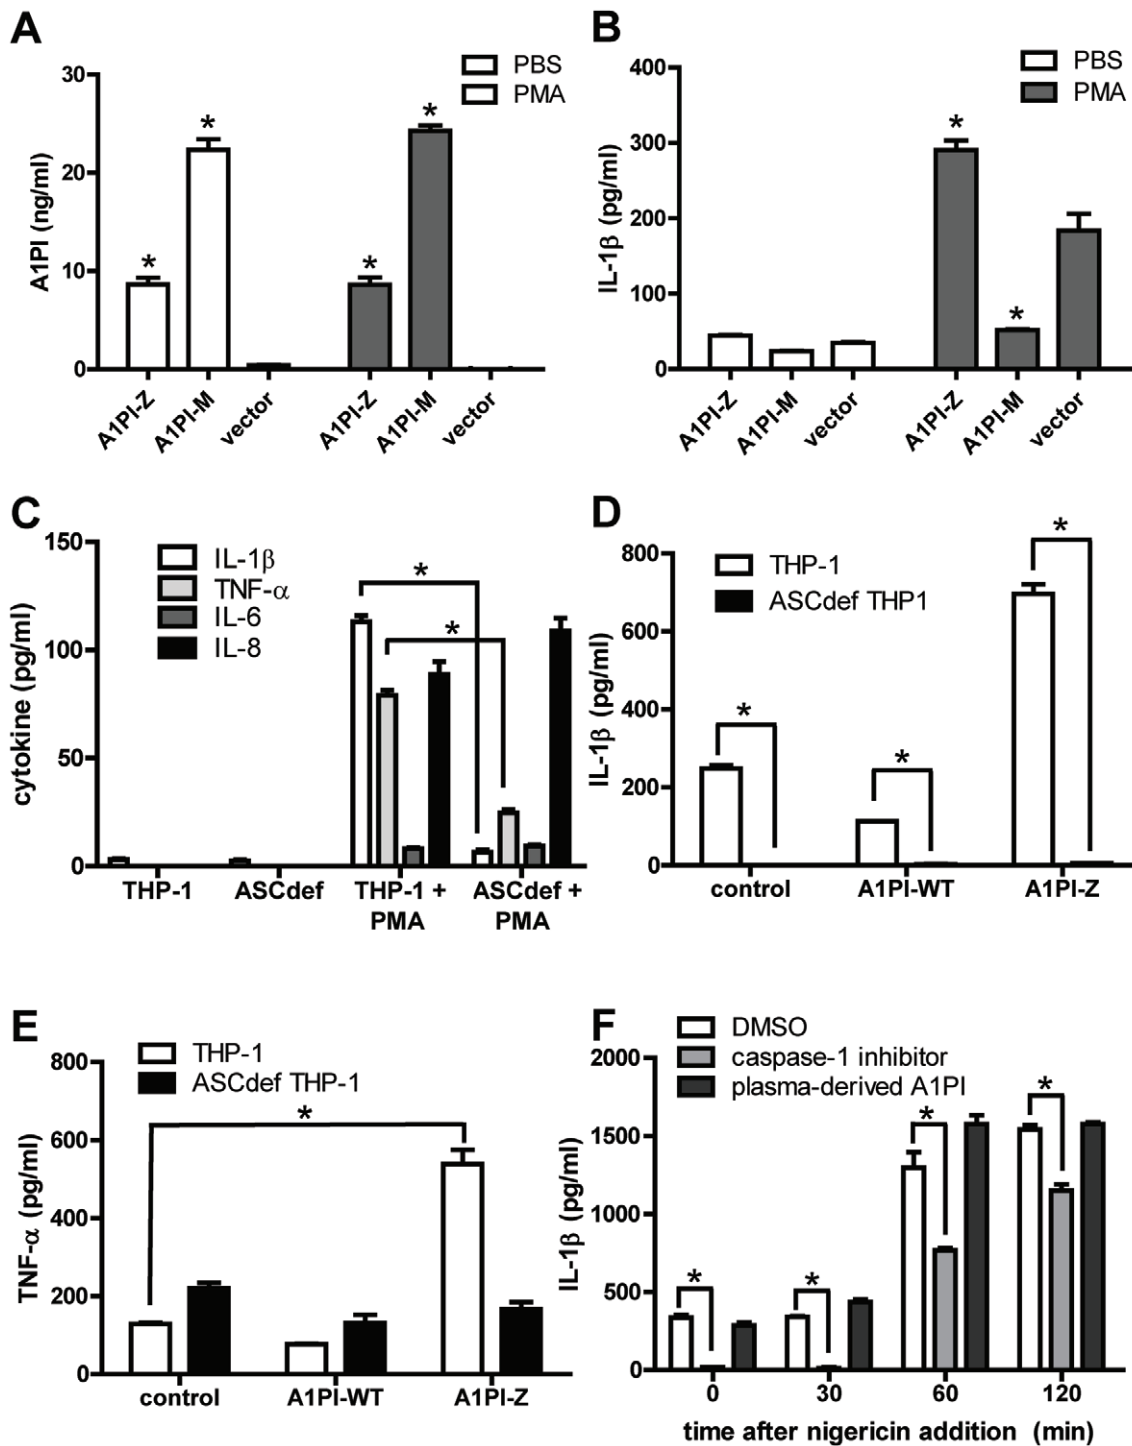 A
PBS
PMA
A1PI (ng/ml)
30
20
10
0
*
*
*
*
A1PI-Z
A1PI-M
vector
A1PI-Z
A1PI-M
vector
B
PBS
PMA
IL-1β (pg/ml)
400
300
200
100
0
*
*
A1PI-Z
A1PI-M
vector
A1PI-Z
A1PI-M
vector
C
IL-1β
TNF-α
IL-6
IL-8
cytokine (pg/ml)
150
100
50
0
*
*
THP-1
ASCdef
THP-1 +
PMA
ASCdef +
PMA
D
THP-1
ASCdef THP1
IL-1β (pg/ml)
800
600
400
200
0
*
*
*
control
A1PI-WT
A1PI-Z
E
THP-1
ASCdef THP-1
TNF-α (pg/ml)
800
600
400
200
0
*
control
A1PI-WT
A1PI-Z
F
DMSO
caspase-1 inhibitor
plasma-derived A1PI
IL-1β (pg/ml)
2000
1500
1000
500
0
*
*
*
*
0
30
60
120
time after nigericin addition (min)